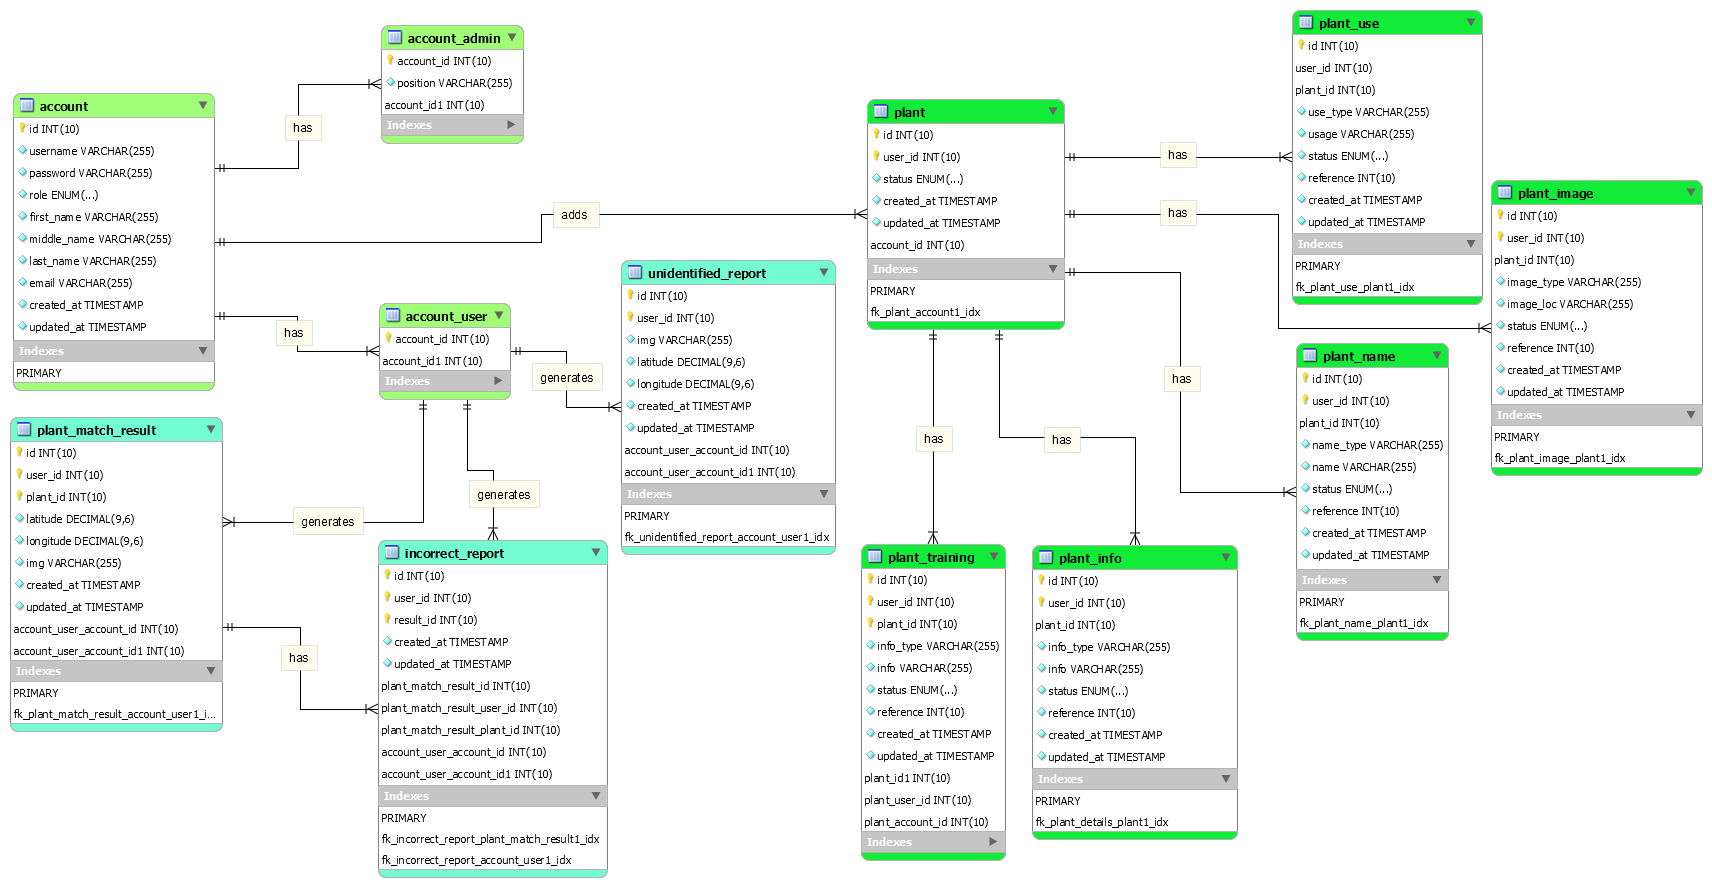 account
id INT(10)
username VARCHAR(255)
password VARCHAR(255)
role ENUM(...)
first_name VARCHAR(255)
middle_name VARCHAR(255)
last_name VARCHAR(255)
email VARCHAR(255)
created_at TIMESTAMP
updated_at TIMESTAMP
Indexes
PRIMARY
has
account_admin
account_id INT(10)
position VARCHAR(255)
account_id1 INT(10)
Indexes
adds
has
account_user
account_id INT(10)
account_id1 INT(10)
Indexes
generates
unidentified_report
id INT(10)
user_id INT(10)
img VARCHAR(255)
latitude DECIMAL(9,6)
longitude DECIMAL(9,6)
created_at TIMESTAMP
updated_at TIMESTAMP
account_user_account_id INT(10)
account_user_account_id1 INT(10)
Indexes
PRIMARY
fk_unidentified_report_account_user1_idx
plant_match_result
id INT(10)
user_id INT(10)
plant_id INT(10)
latitude DECIMAL(9,6)
longitude DECIMAL(9,6)
img VARCHAR(255)
created_at TIMESTAMP
updated_at TIMESTAMP
account_user_account_id INT(10)
account_user_account_id1 INT(10)
Indexes
PRIMARY
fk_plant_match_result_account_user1_i...
generates
generates
has
incorrect_report
id INT(10)
user_id INT(10)
result_id INT(10)
created_at TIMESTAMP
updated_at TIMESTAMP
plant_match_result_id INT(10)
plant_match_result_user_id INT(10)
plant_match_result_plant_id INT(10)
account_user_account_id INT(10)
account_user_account_id1 INT(10)
Indexes
PRIMARY
fk_incorrect_report_plant_match_result1_idx
fk_incorrect_report_account_user1_idx
plant
id INT(10)
user_id INT(10)
status ENUM(...)
created_at TIMESTAMP
updated_at TIMESTAMP
account_id INT(10)
Indexes
PRIMARY
fk_plant_account1_idx
has
has
has
has
has
plant_use
id INT(10)
user_id INT(10)
plant_id INT(10)
use_type VARCHAR(255)
usage VARCHAR(255)
status ENUM(...)
reference INT(10)
created_at TIMESTAMP
updated_at TIMESTAMP
Indexes
PRIMARY
fk_plant_use_plant1_idx
plant_image
id INT(10)
user_id INT(10)
plant_id INT(10)
image_type VARCHAR(255)
image_loc VARCHAR(255)
status ENUM(...)
reference INT(10)
created_at TIMESTAMP
updated_at TIMESTAMP
Indexes
PRIMARY
fk_plant_image_plant1_idx
plant_name
id INT(10)
user_id INT(10)
plant_id INT(10)
name_type VARCHAR(255)
name VARCHAR(255)
status ENUM(...)
reference INT(10)
created_at TIMESTAMP
updated_at TIMESTAMP
Indexes
PRIMARY
fk_plant_name_plant1_idx
plant_training
id INT(10)
user_id INT(10)
plant_id INT(10)
info_type VARCHAR(255)
info VARCHAR(255)
status ENUM(...)
reference INT(10)
created_at TIMESTAMP
updated_at TIMESTAMP
plant_id1 INT(10)
plant_user_id INT(10)
plant_account_id INT(10)
Indexes
plant_info
id INT(10)
user_id INT(10)
plant_id INT(10)
info_type VARCHAR(255)
info VARCHAR(255)
status ENUM(...)
reference INT(10)
created_at TIMESTAMP
updated_at TIMESTAMP
Indexes
PRIMARY
fk_plant_details_plant1_idx